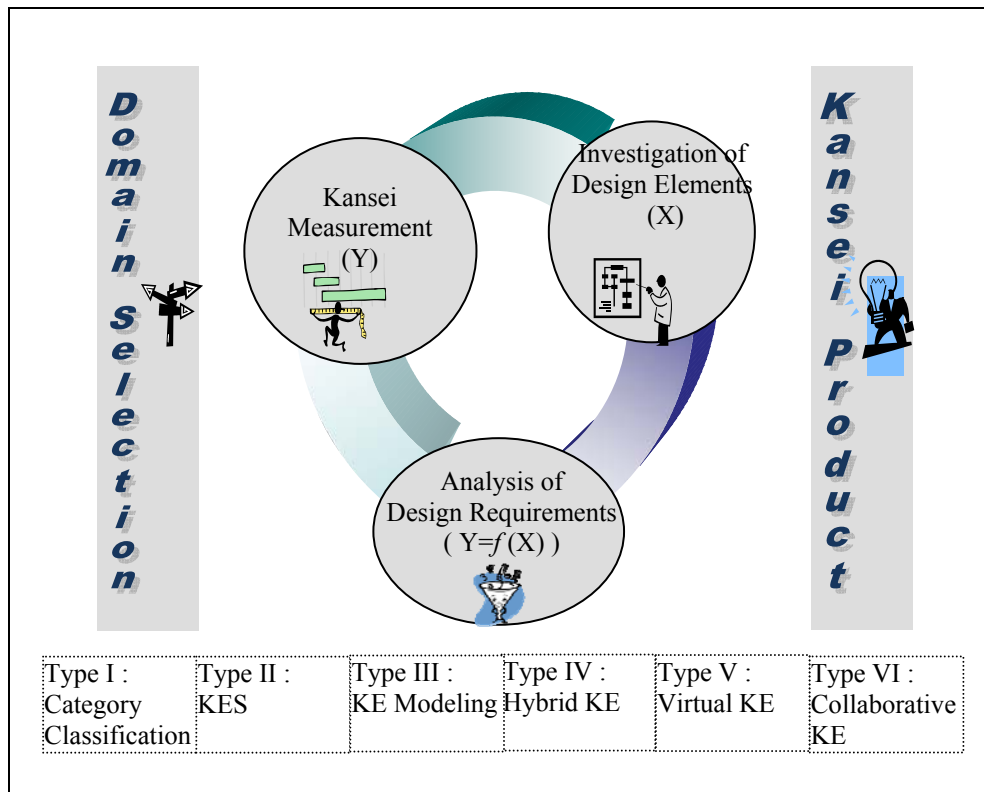 Domain Selection
Kansei
Measurement
(Y)
Investigation of
Design Elements
(X)
Analysis of
Design Requirements
( Y=f (X) )
Kansei Product
Type I :
Category
Classification
Type II :
KES
Type III :
KE Modeling
Type IV :
Hybrid KE
Type V :
Virtual KE
Type VI :
Collaborative
KE